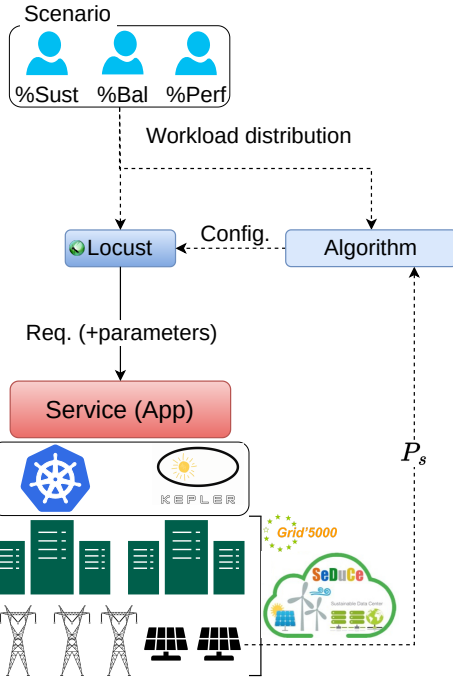 Scenario
%Sust %Bal %Perf
Workload distribution
Locust
Config.
Algorithm
Req. (+parameters)
Service (App)
Pₛ
KEPLER
Grid'5000
SeDuCe
Sustainable Data Center